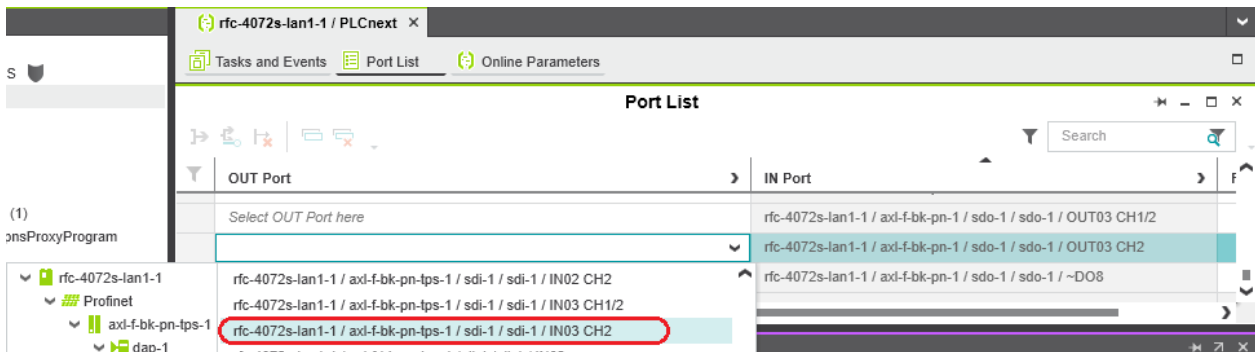 rfc-4072s-lan1-1 / PLCnext
Tasks and Events Port List Online Parameters
S
Port List
Search
OUT Port IN Port
(1)
Select OUT Port here rfc-4072s-lan1-1 / axl-f-bk-pn-1 / sdo-1 / sdo-1 / OUT03 CH1/2
onsProxyProgram rfc-4072s-lan1-1 / axl-f-bk-pn-1 / sdo-1 / sdo-1 / OUT03 CH2
rfc-4072s-lan1-1 rfc-4072s-lan1-1 / axl-f-bk-pn-tps-1 / sdi-1 / sdi-1 / IN02 CH2 rfc-4072s-lan1-1 / axl-f-bk-pn-1 / sdo-1 / sdo-1 / ~DO8
Profinet rfc-4072s-lan1-1 / axl-f-bk-pn-tps-1 / sdi-1 / sdi-1 / IN03 CH1/2
axl-f-bk-pn-tps-1 rfc-4072s-lan1-1 / axl-f-bk-pn-tps-1 / sdi-1 / sdi-1 / IN03 CH2
dap-1